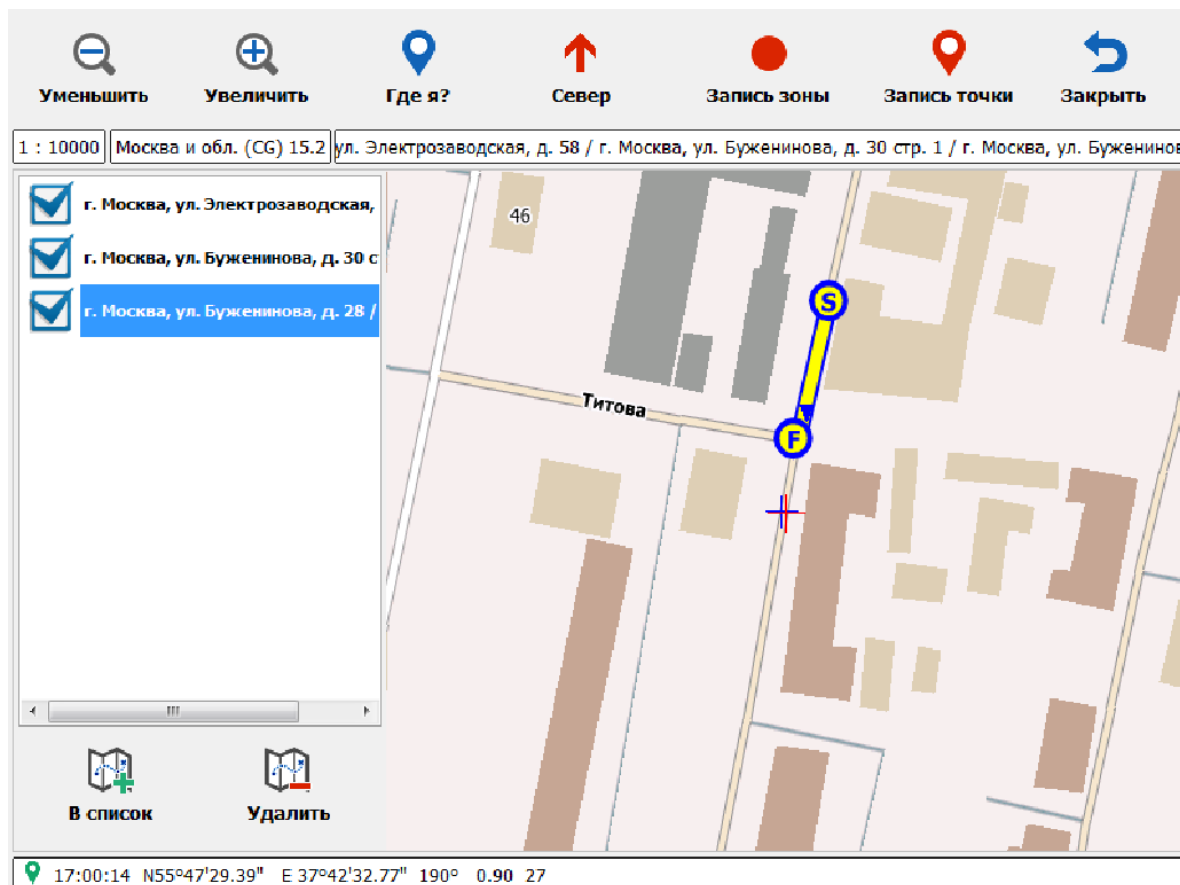 Уменьшить Увеличить Где я? Север Запись зоны Запись точки Закрыть
1 : 10000 Москва и обл. (CG) 15.2 ул. Электрозаводская, д. 58 / г. Москва, ул. Буженинова, д. 30 стр. 1 / г. Москва, ул. Буженинов
г. Москва, ул. Электрозаводская,
г. Москва, ул. Буженинова, д. 30 с
г. Москва, ул. Буженинова, д. 28 /
46
S
Титова
F
В список Удалить
17:00:14 N55°47'29.39" E 37°42'32.77" 190° 0.90 27